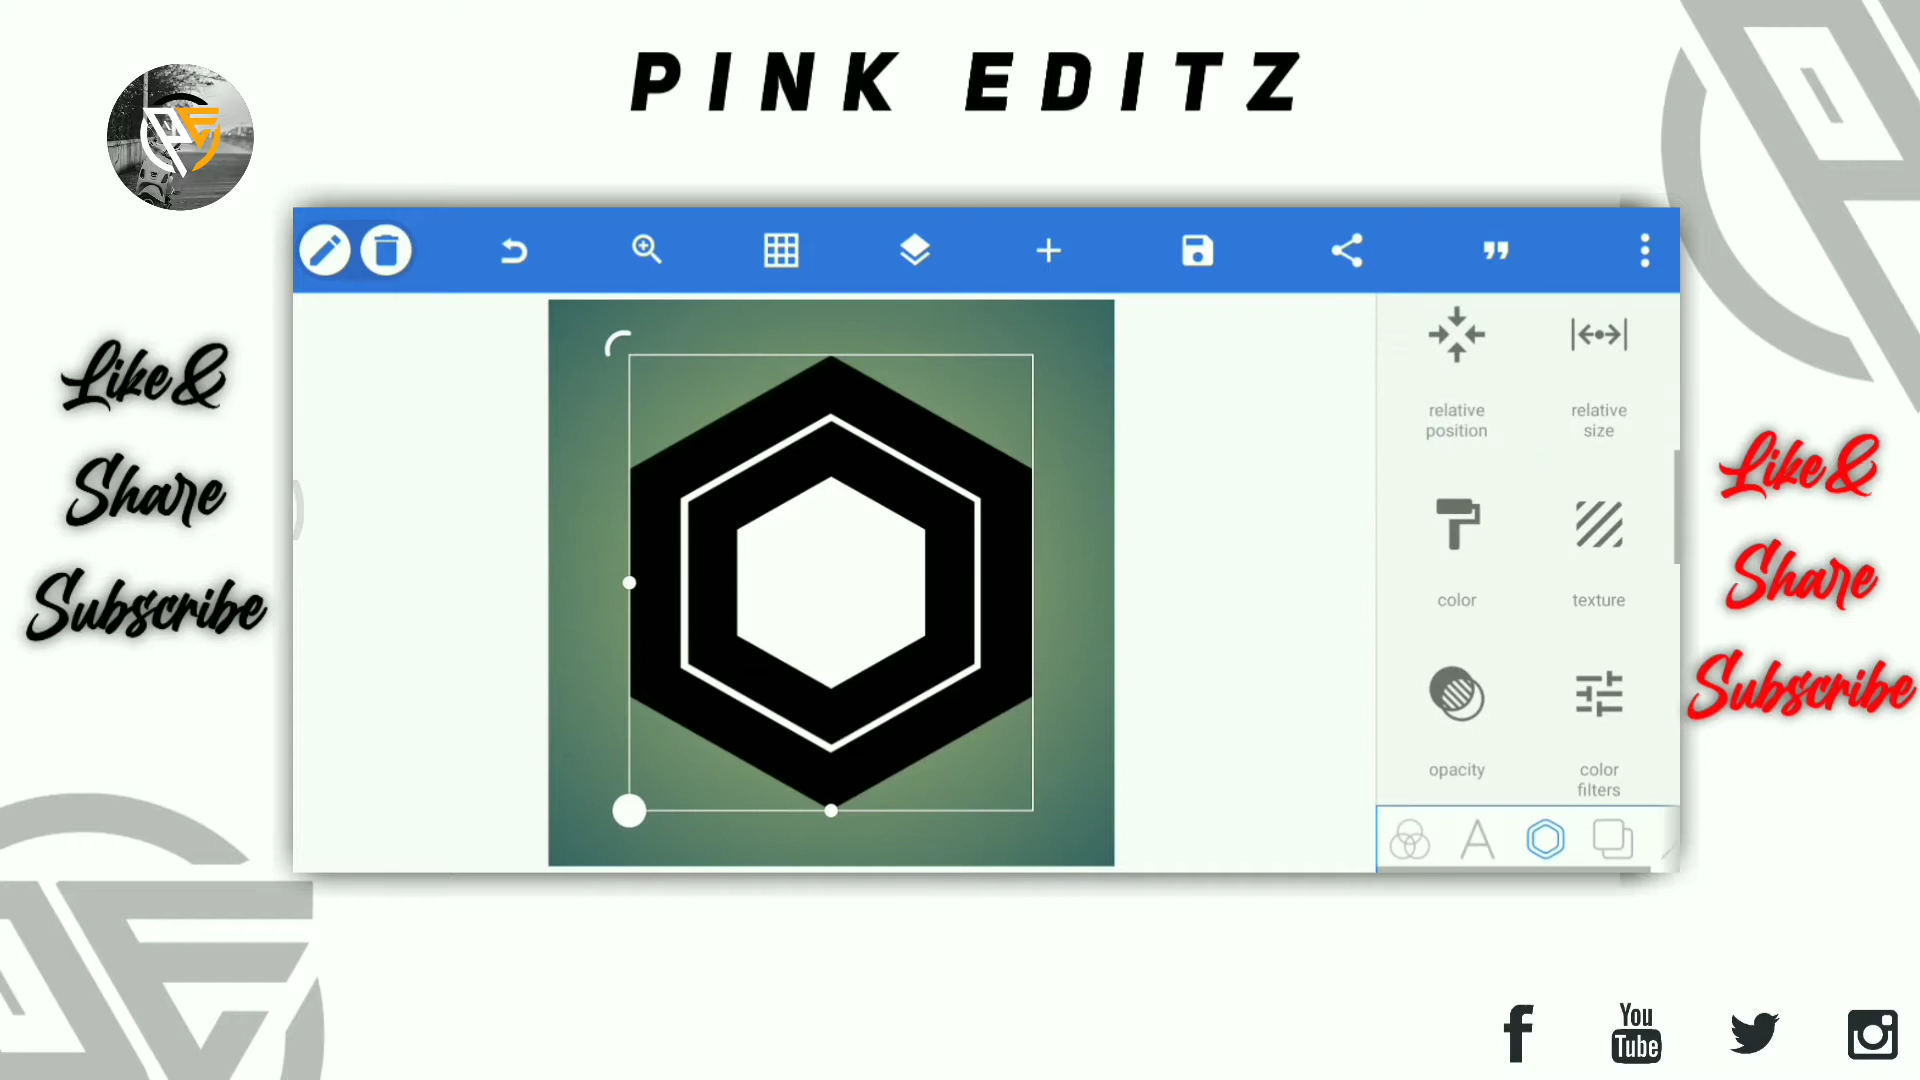 PINK EDITZ
Like&
Share
Subscribe
relative
position
relative
size
color
texture
opacity
color
filters
Like&
Share
Subscribe
You
Tube